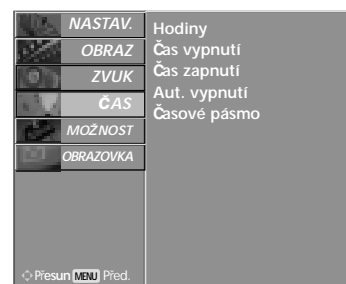 NASTAV.
OBRAZ
ZVUK
ČAS
MOŽNOST
OBRAZOVKA
Hodiny
Čas vypnutí
Čas zapnutí
Aut. vypnutí
Časové pásmo
Přesun MENU Před.